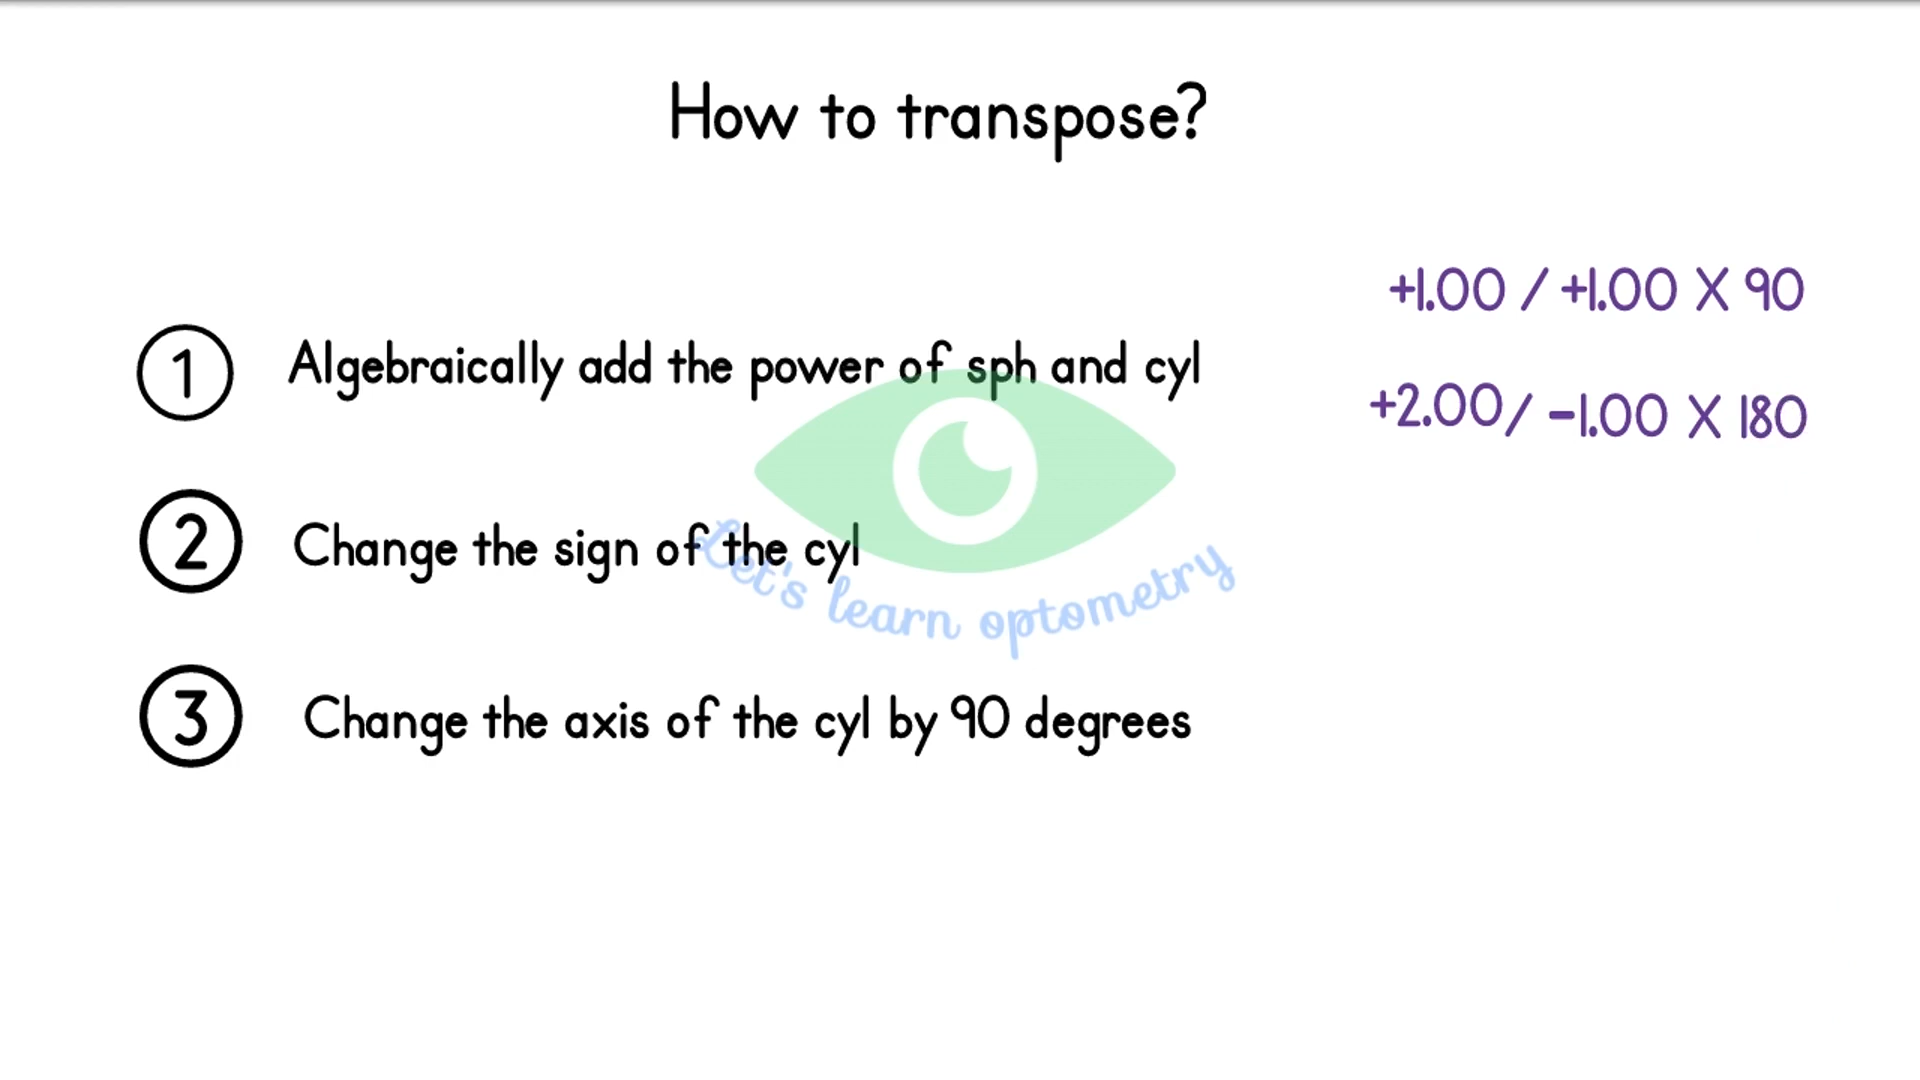 How to transpose?
+1.00 / +1.00 X 90
1 Algebraically add the power of sph and cyl
+2.00/ -1.00 X 180
2 Change the sign of the cyl
Let's learn optometry
3 Change the axis of the cyl by 90 degrees